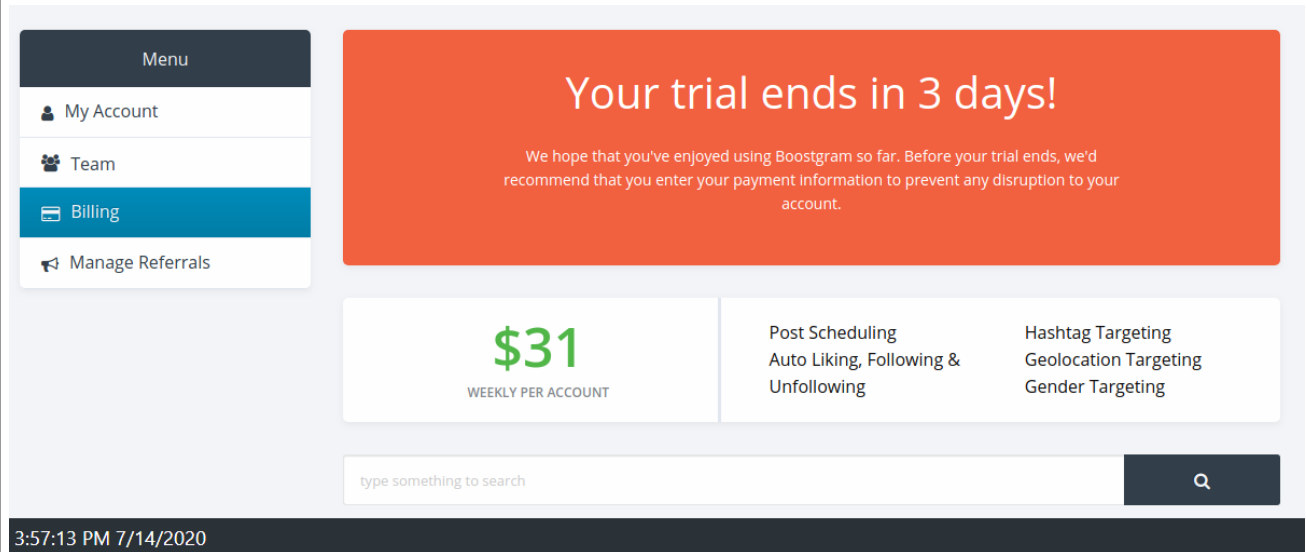 Menu
My Account
Team
Billing
Manage Referrals
Your trial ends in 3 days!
We hope that you've enjoyed using Boostgram so far. Before your trial ends, we'd
recommend that you enter your payment information to prevent any disruption to your
account.
$31
WEEKLY PER ACCOUNT
Post Scheduling
Auto Liking, Following &
Unfollowing
Hashtag Targeting
Geolocation Targeting
Gender Targeting
type something to search
3:57:13 PM 7/14/2020